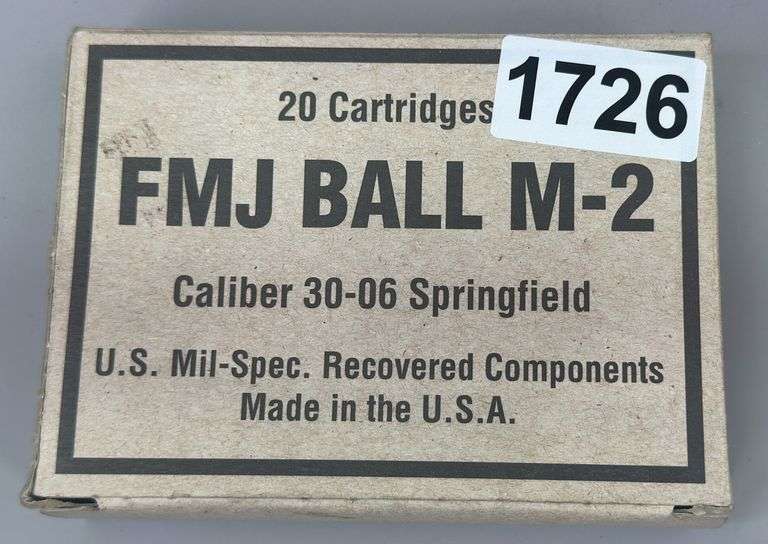 20 Cartridges
1726
FMJ BALL M-2
Caliber 30-06 Springfield
U.S. Mil-Spec. Recovered Components
Made in the U.S.A.